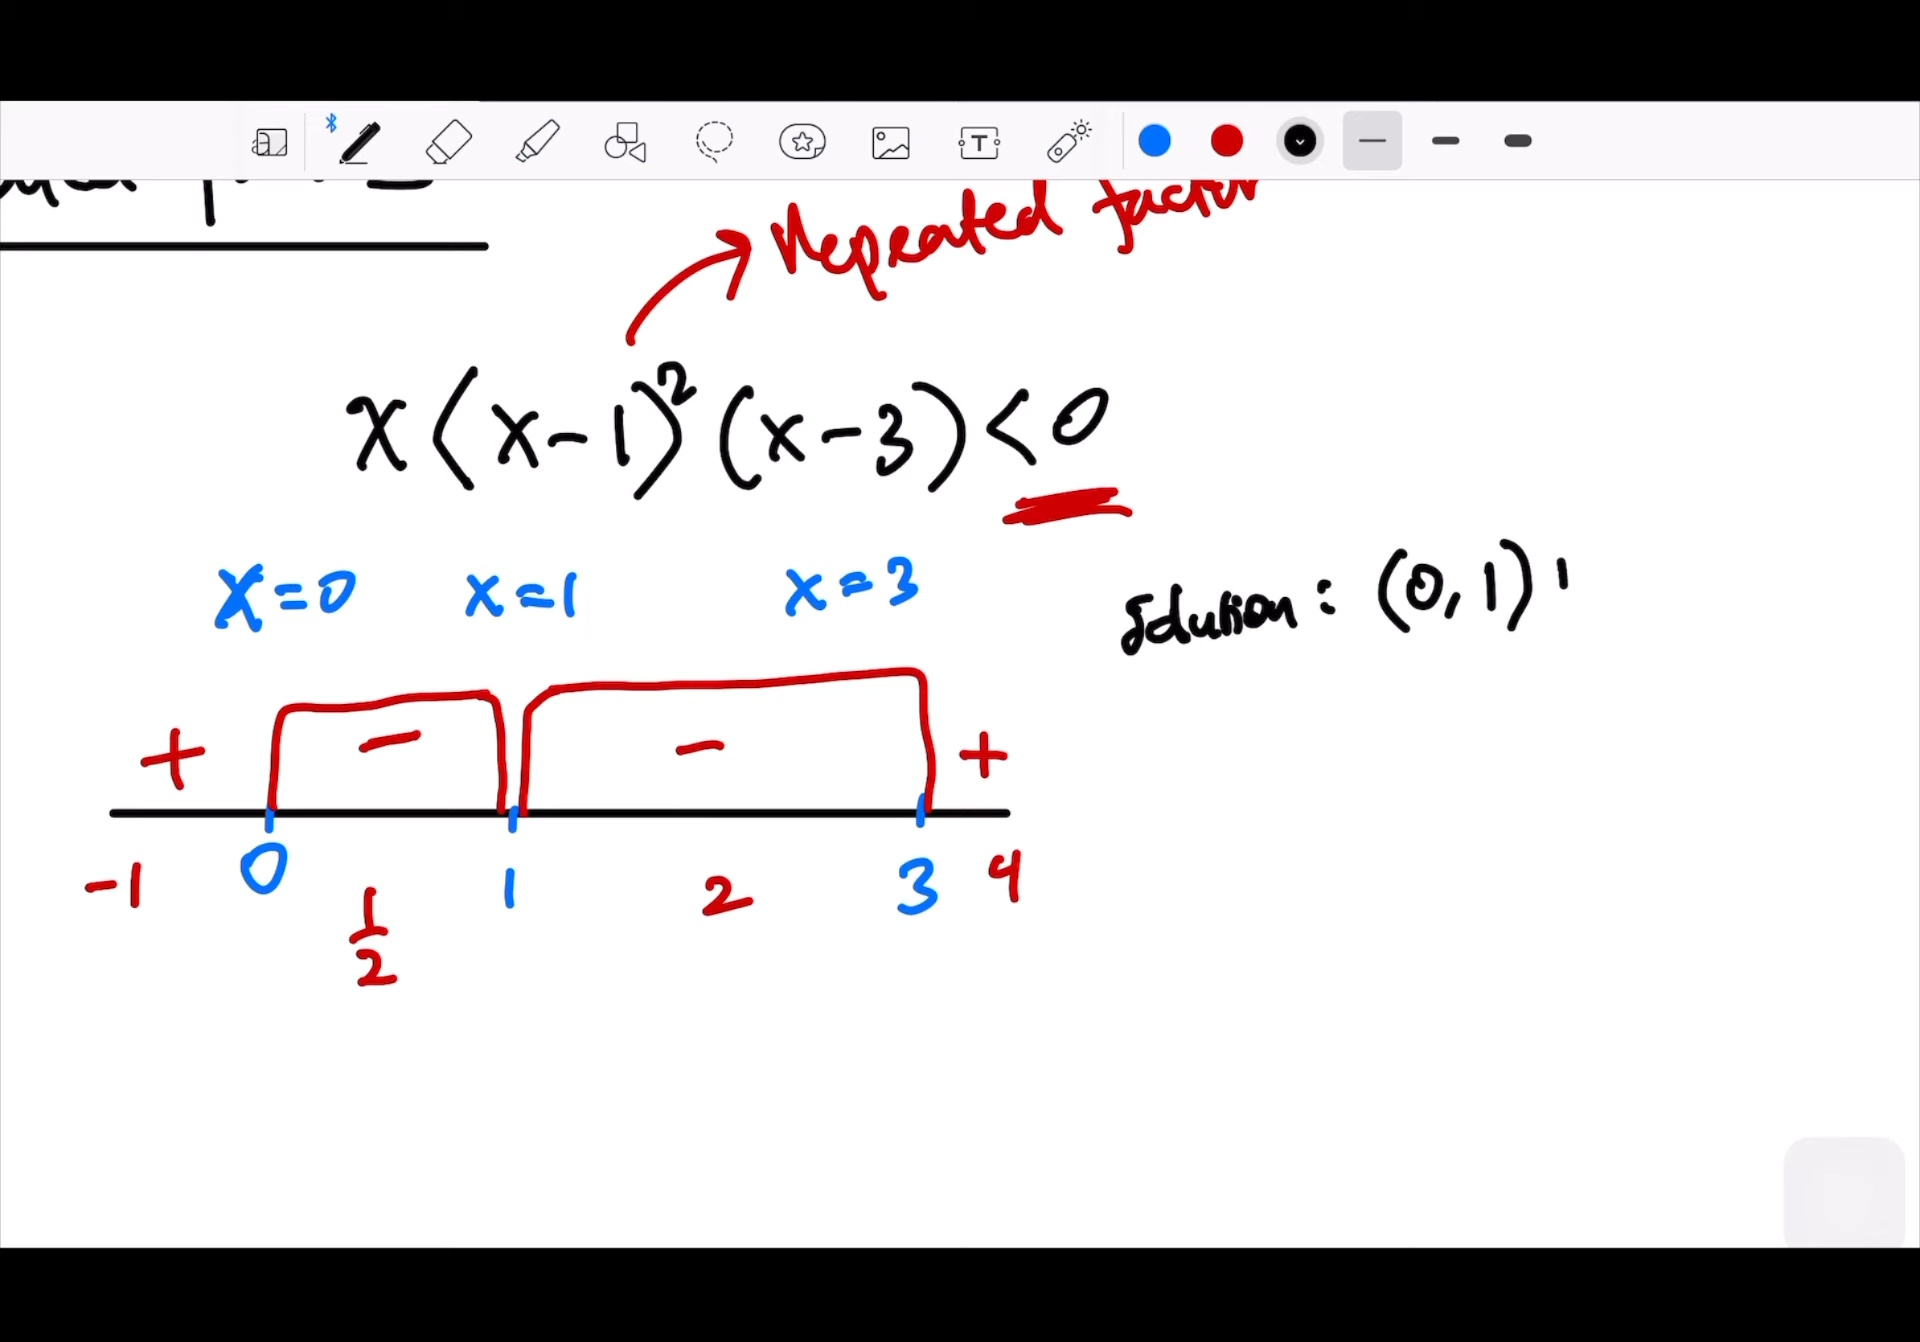 Repeated factor
x(x-1)²(x-3)<0
x=0 x=1 x=3
Solution: (0,1)
+ - - +
-1 0 1/2 1 2 3 4